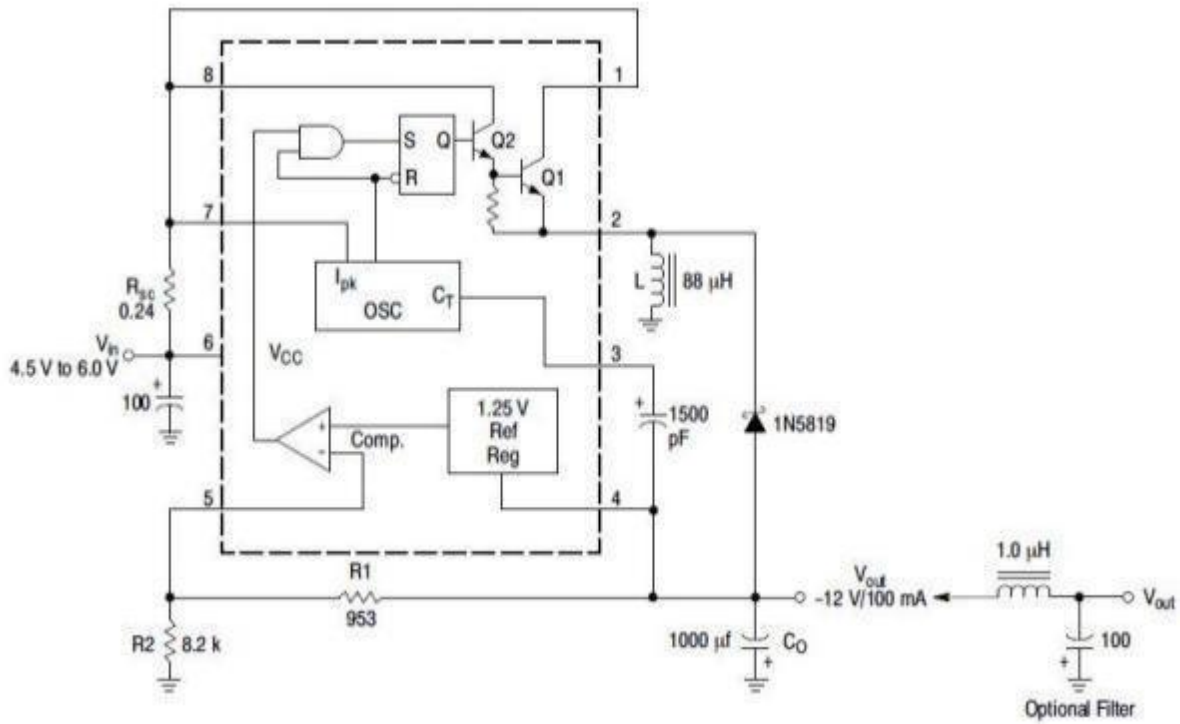 8
1
S
Q
Q2
R
Q1
7
2
Ipk
CT
OSC
L
88 µH
Rsc
0.24
Vin
4.5 V to 6.0 V
6
VCC
3
100
+
+
1500
pF
1N5819
1.25 V
Ref
Reg
+
Comp.
-
5
4
R1
953
1.0 µH
Vout
-12 V/100 mA
Vout
R2
8.2 k
1000 µf
CO
+
100
+
Optional Filter